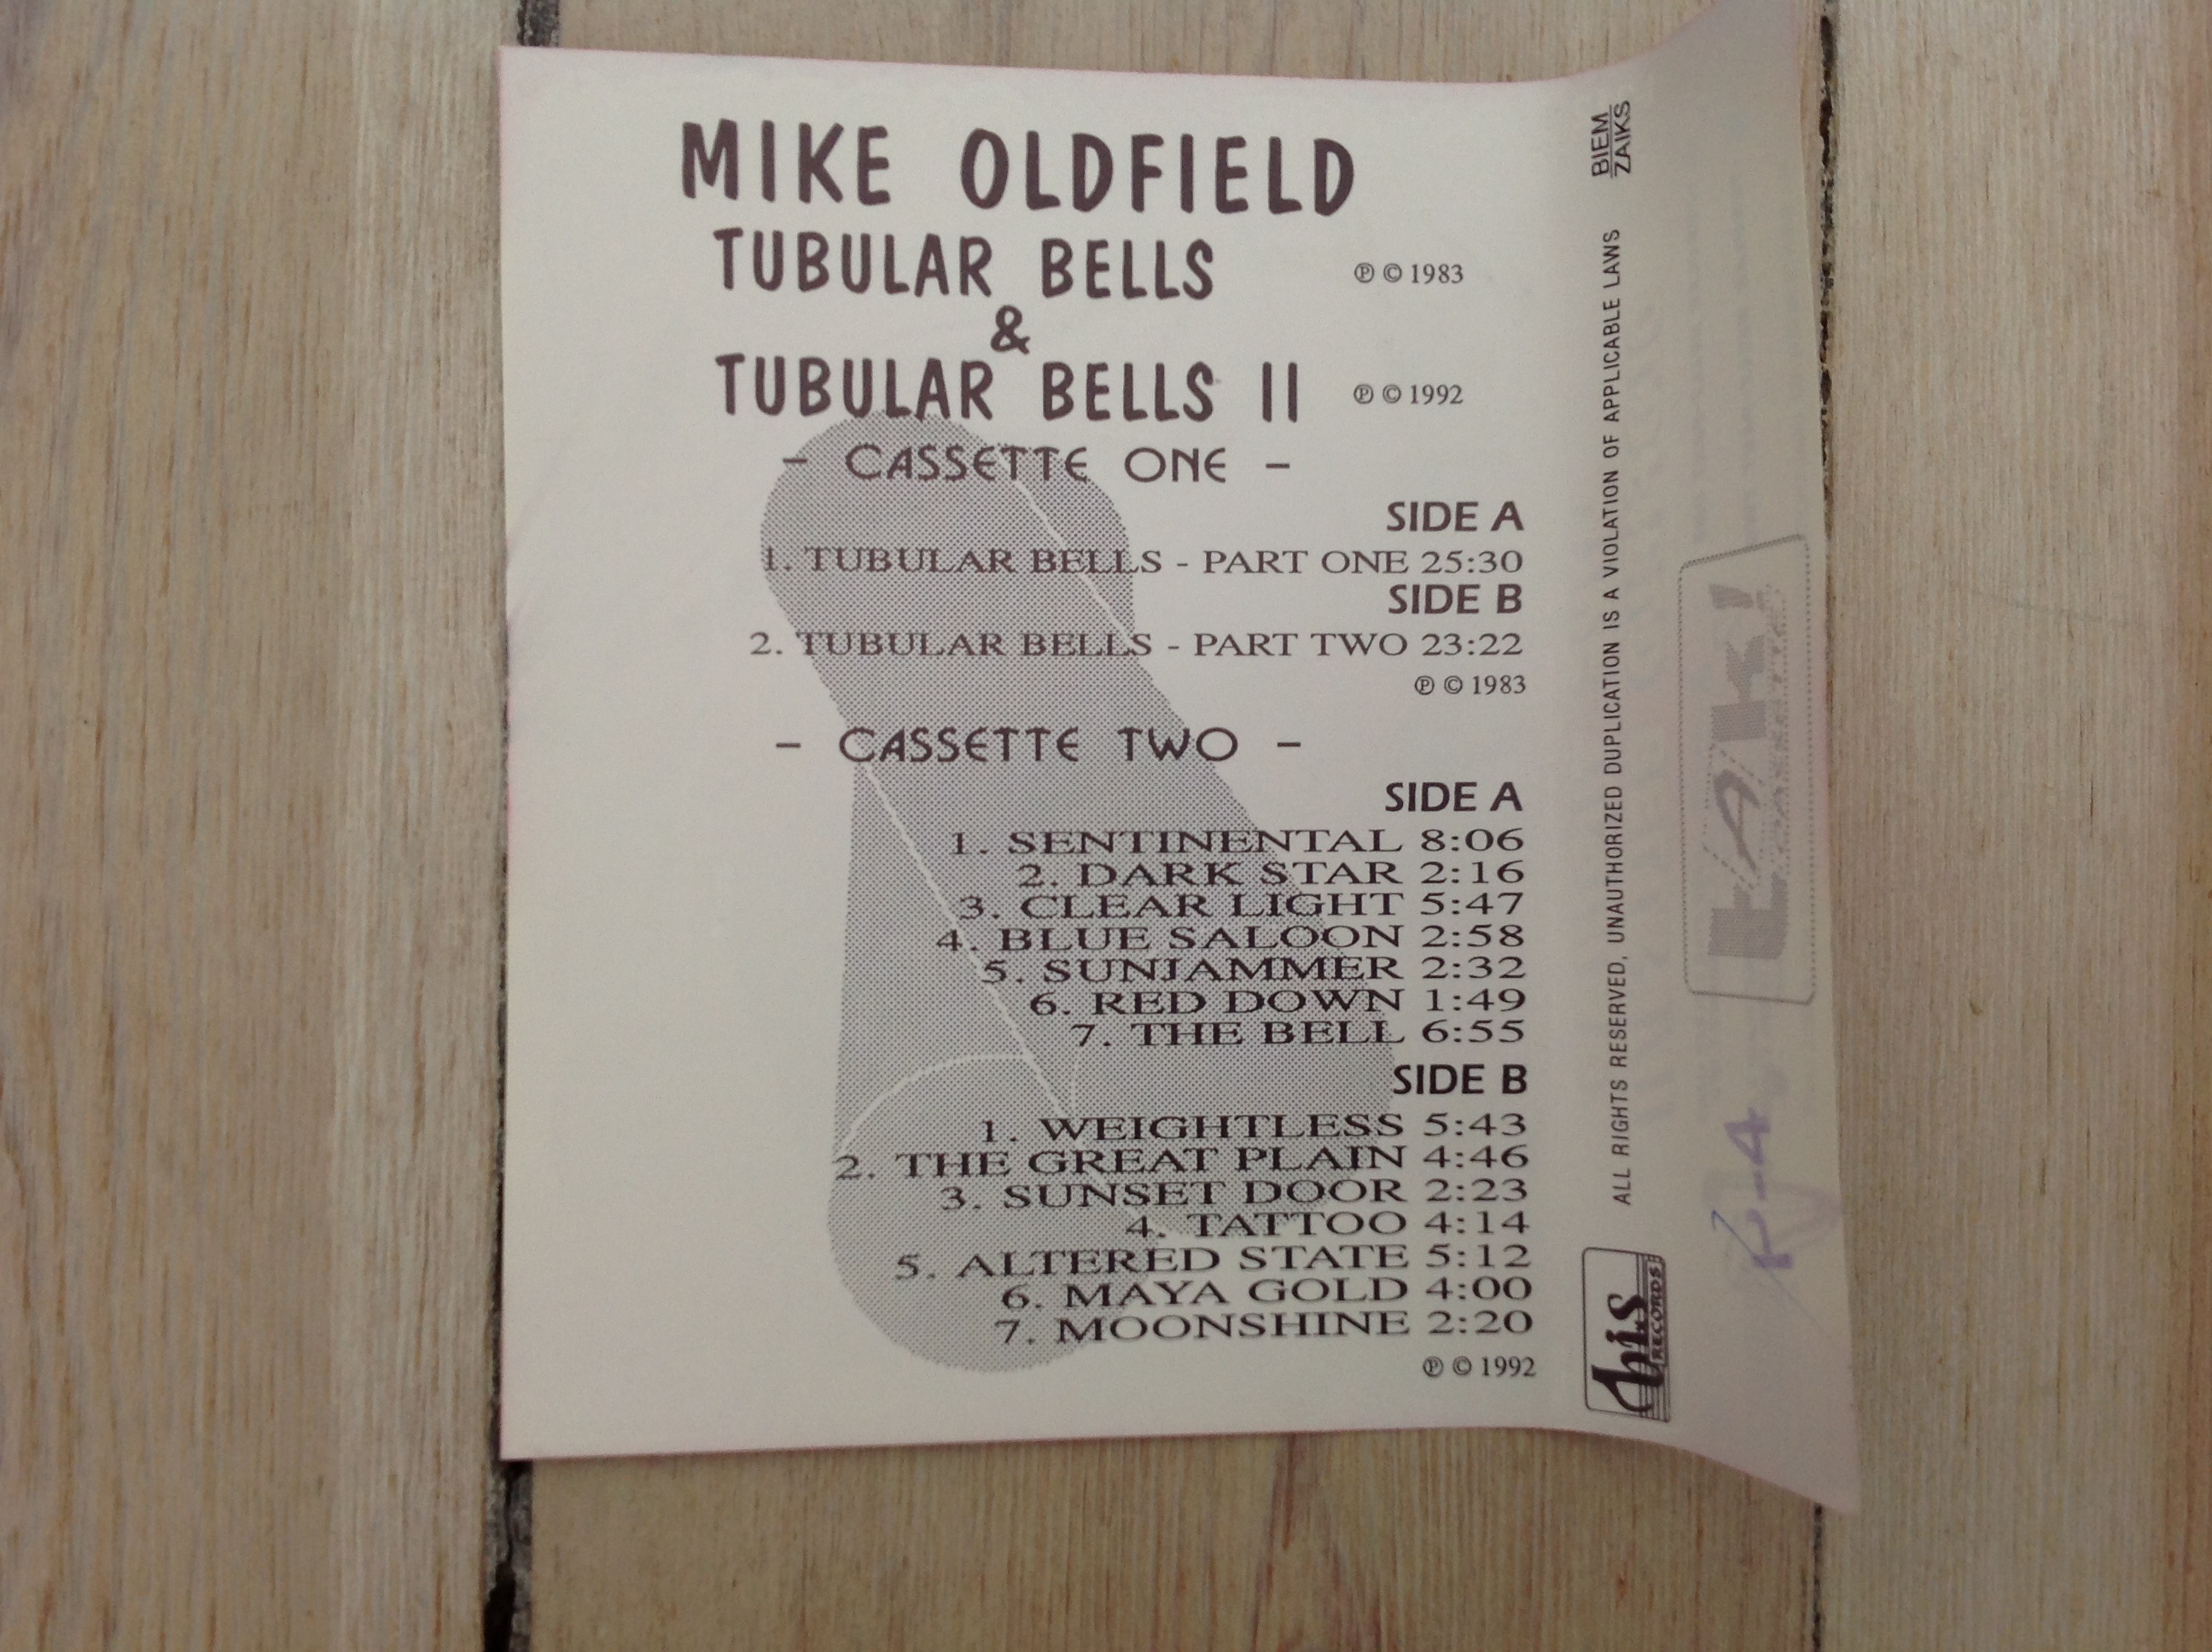 MIKE OLDFIELD
TUBULAR BELLS ℗ © 1983
&
TUBULAR BELLS II ℗ © 1992
- CASSETTE ONE -
SIDE A
1. TUBULAR BELLS - PART ONE 25:30
SIDE B
2. TUBULAR BELLS - PART TWO 23:22
℗ © 1983
- CASSETTE TWO -
SIDE A
1. SENTINENTAL 8:06
2. DARK STAR 2:16
3. CLEAR LIGHT 5:47
4. BLUE SALOON 2:58
5. SUNJAMMER 2:32
6. RED DOWN 1:49
7. THE BELL 6:55
SIDE B
1. WEIGHTLESS 5:43
2. THE GREAT PLAIN 4:46
3. SUNSET DOOR 2:23
4. TATTOO 4:14
5. ALTERED STATE 5:12
6. MAYA GOLD 4:00
7. MOONSHINE 2:20
℗ © 1992
BIEM
ZAIKS
ALL RIGHTS RESERVED, UNAUTHORIZED DUPLICATION IS A VIOLATION OF APPLICABLE LAWS
RECORDS
P-4